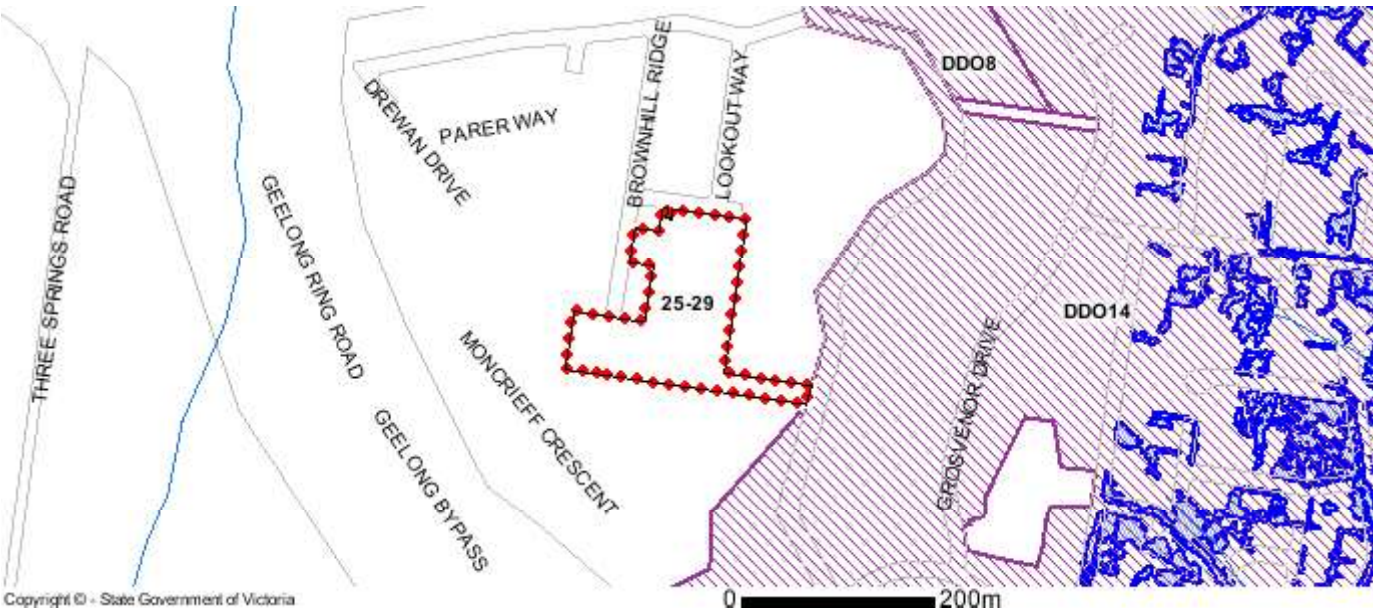 DDO8
BROWNHILL RIDGE
LOOKOUT WAY
DREWAN DRIVE
PARER WAY
THREE SPRINGS ROAD
GEELONG RING ROAD
25-29
DDO14
MONCRIEFF CRESCENT
GROSVENOR DRIVE
GEELONG BYPASS
Copyright © - State Government of Victoria
0 200m